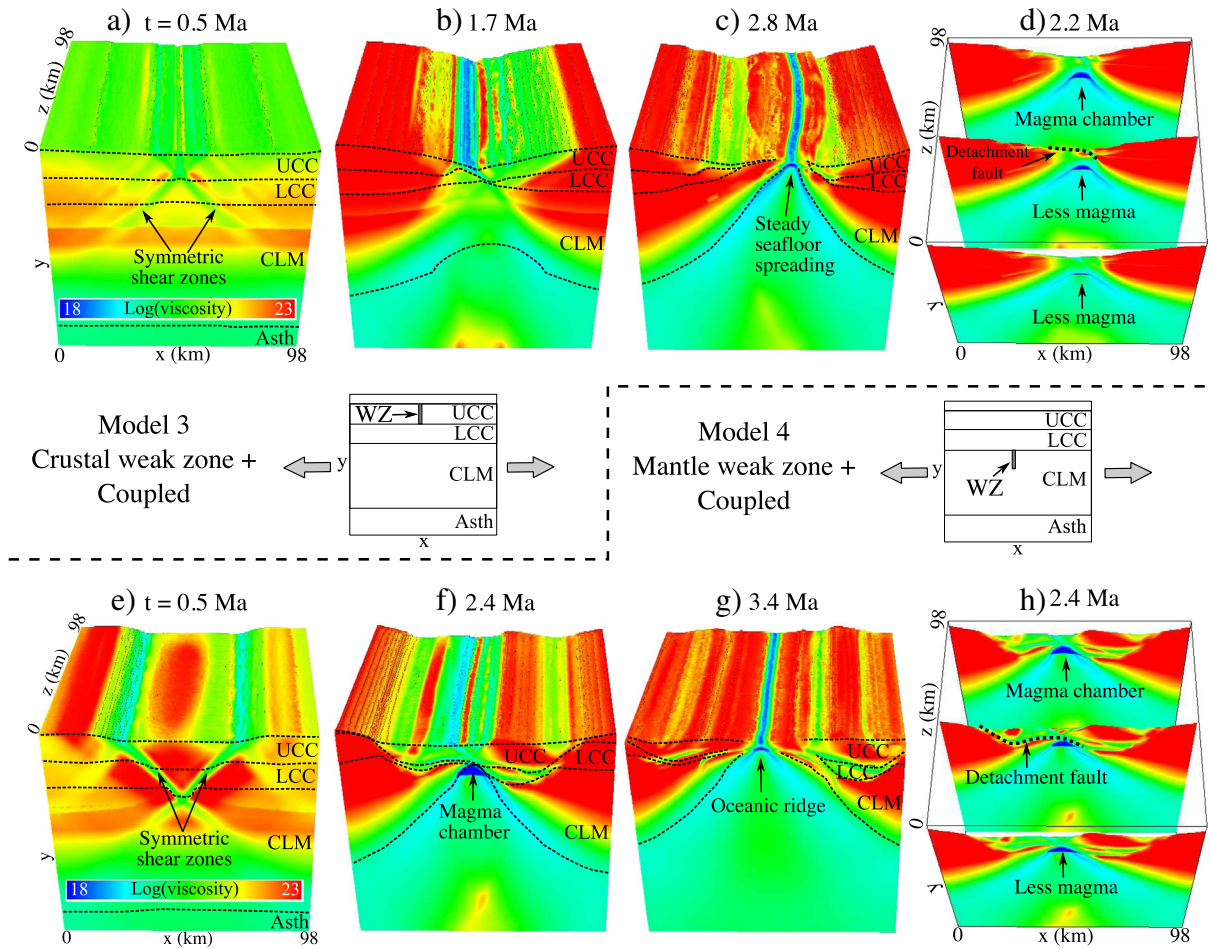 a) t = 0.5 Ma
98
z (km)
0
UCC
LCC
Symmetric
shear zones
CLM
y
18 Log(viscosity) 23
Asth
0 x (km) 98
b) 1.7 Ma
UCC
LCC
CLM
c) 2.8 Ma
UCC
LCC
Steady
seafloor
spreading
CLM
d) 2.2 Ma
98
Magma chamber
z (km)
Detachment
fault
Less magma
0
y
Less magma
0 x (km) 98
Model 3
Crustal weak zone +
Coupled
WZ
UCC
LCC
y
CLM
Asth
x
Model 4
Mantle weak zone +
Coupled
UCC
LCC
y
WZ
CLM
Asth
x
e) t = 0.5 Ma
98
z (km)
0
UCC
LCC
Symmetric
shear zones
CLM
y
18 Log(viscosity) 23
Asth
0 x (km) 98
f) 2.4 Ma
UCC
LCC
Magma
chamber
CLM
g) 3.4 Ma
UCC
LCC
Oceanic ridge
CLM
h) 2.4 Ma
98
Magma chamber
z (km)
Detachment fault
0
y
Less magma
0 x (km) 98